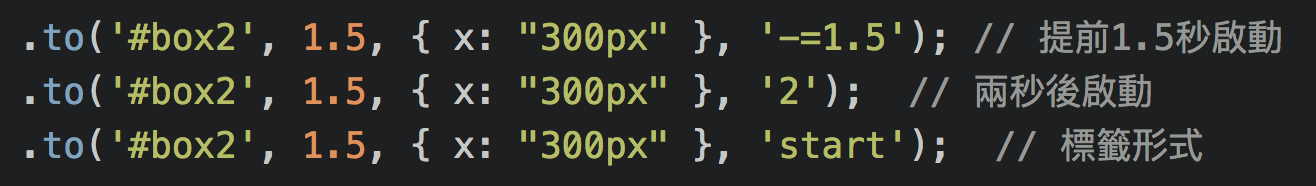 .to('#box2', 1.5, { x: "300px" }, '-=1.5'); // 提前1.5秒啟動
.to('#box2', 1.5, { x: "300px" }, '2');  // 兩秒後啟動
.to('#box2', 1.5, { x: "300px" }, 'start');  // 標籤形式